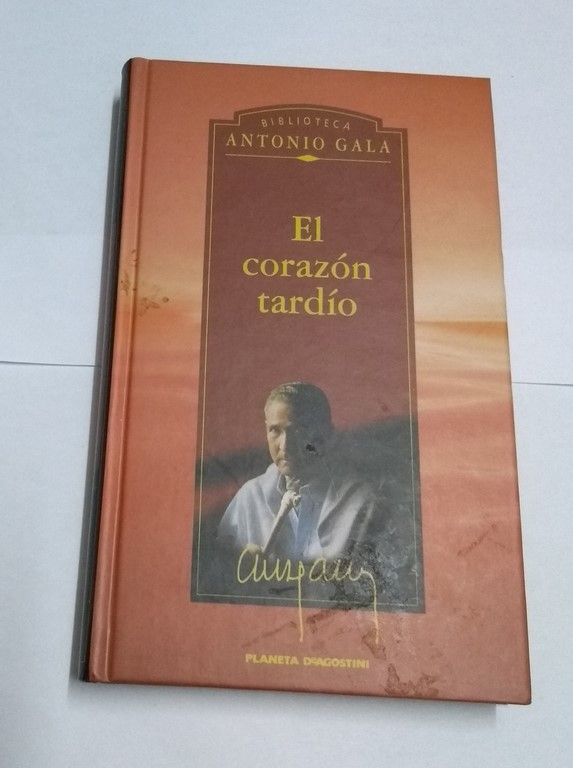 BIBLIOTECA
ANTONIO GALA
El
corazón
tardío
PLANETA DEAGOSTINI